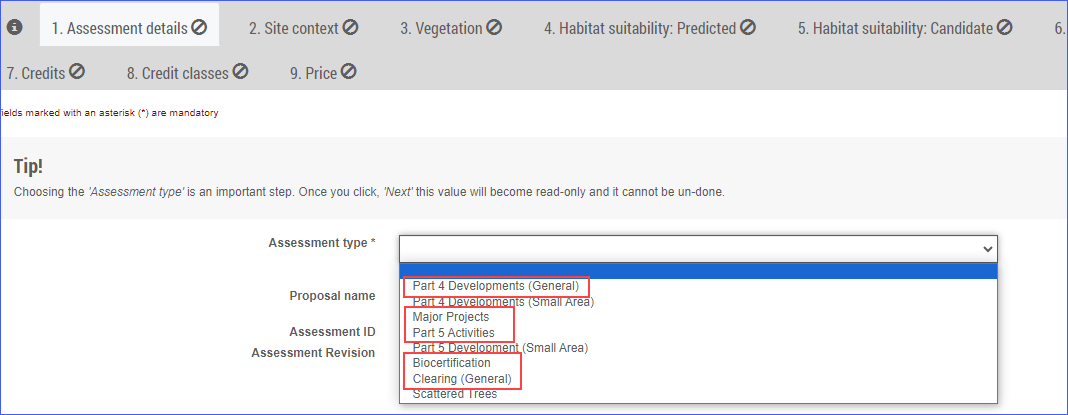 1. Assessment details
2. Site context
3. Vegetation
4. Habitat suitability: Predicted
5. Habitat suitability: Candidate
6.
7. Credits
8. Credit classes
9. Price
ields marked with an asterisk (*) are mandatory
Tip!
Choosing the 'Assessment type' is an important step. Once you click, 'Next' this value will become read-only and it cannot be un-done.
Assessment type *
Part 4 Developments (General)
Proposal name
Part 4 Developments (Small Area)
Major Projects
Assessment ID
Part 5 Activities
Assessment Revision
Part 5 Development (Small Area)
Biocertification
Clearing (General)
Scattered Trees